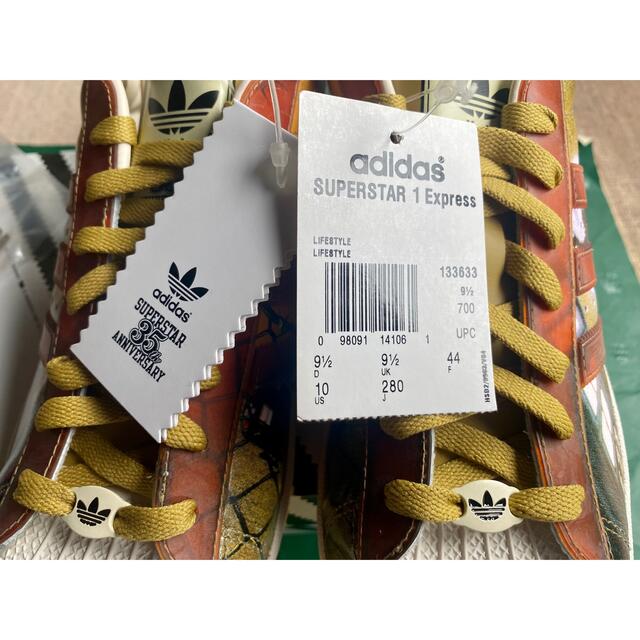 adidas
SUPERSTAR
35th
ANNIVERSARY
adidas®
SUPERSTAR 1 Express
LIFESTYLE
LIFESTYLE
133633
9½
700
0 98091 14106 1 UPC
9½ 9½ 44
D UK F
10 280
US J